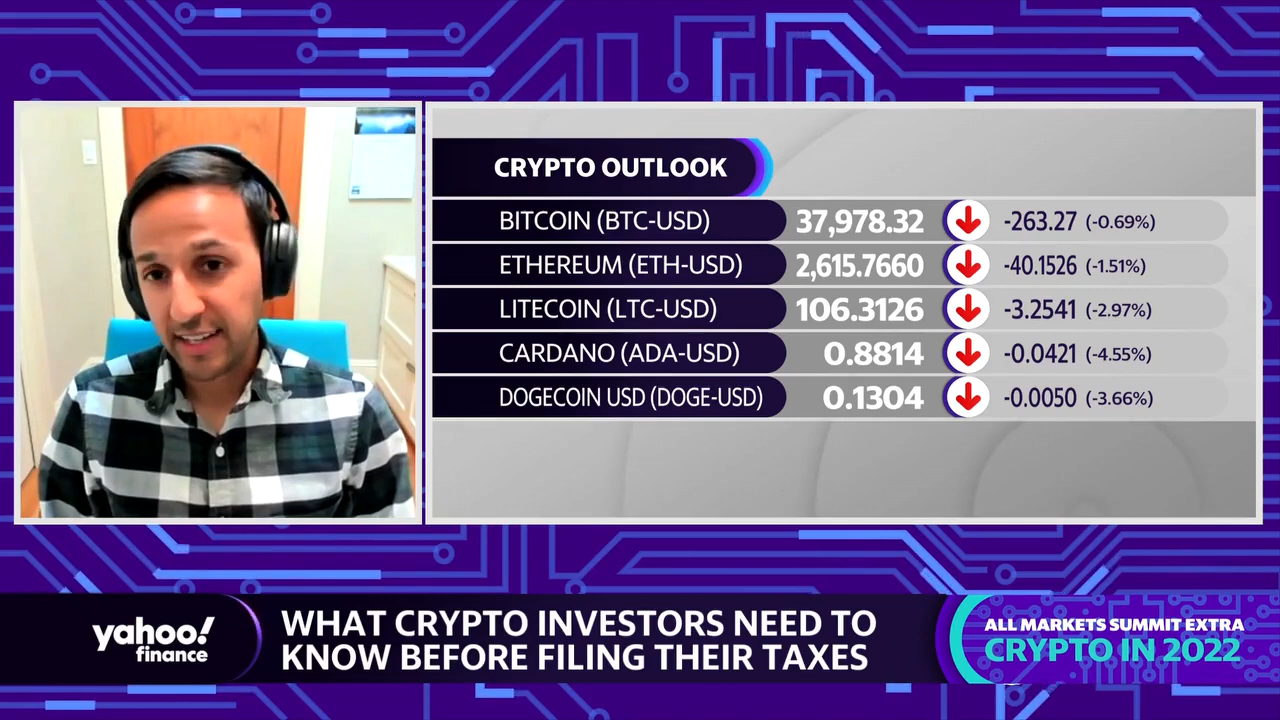 CRYPTO OUTLOOK
BITCOIN (BTC-USD) 37,978.32 -263.27 (-0.69%)
ETHEREUM (ETH-USD) 2,615.7660 -40.1526 (-1.51%)
LITECOIN (LTC-USD) 106.3126 -3.2541 (-2.97%)
CARDANO (ADA-USD) 0.8814 -0.0421 (-4.55%)
DOGECOIN USD (DOGE-USD) 0.1304 -0.0050 (-3.66%)
yahoo!
finance
WHAT CRYPTO INVESTORS NEED TO
KNOW BEFORE FILING THEIR TAXES
ALL MARKETS SUMMIT EXTRA
CRYPTO IN 2022